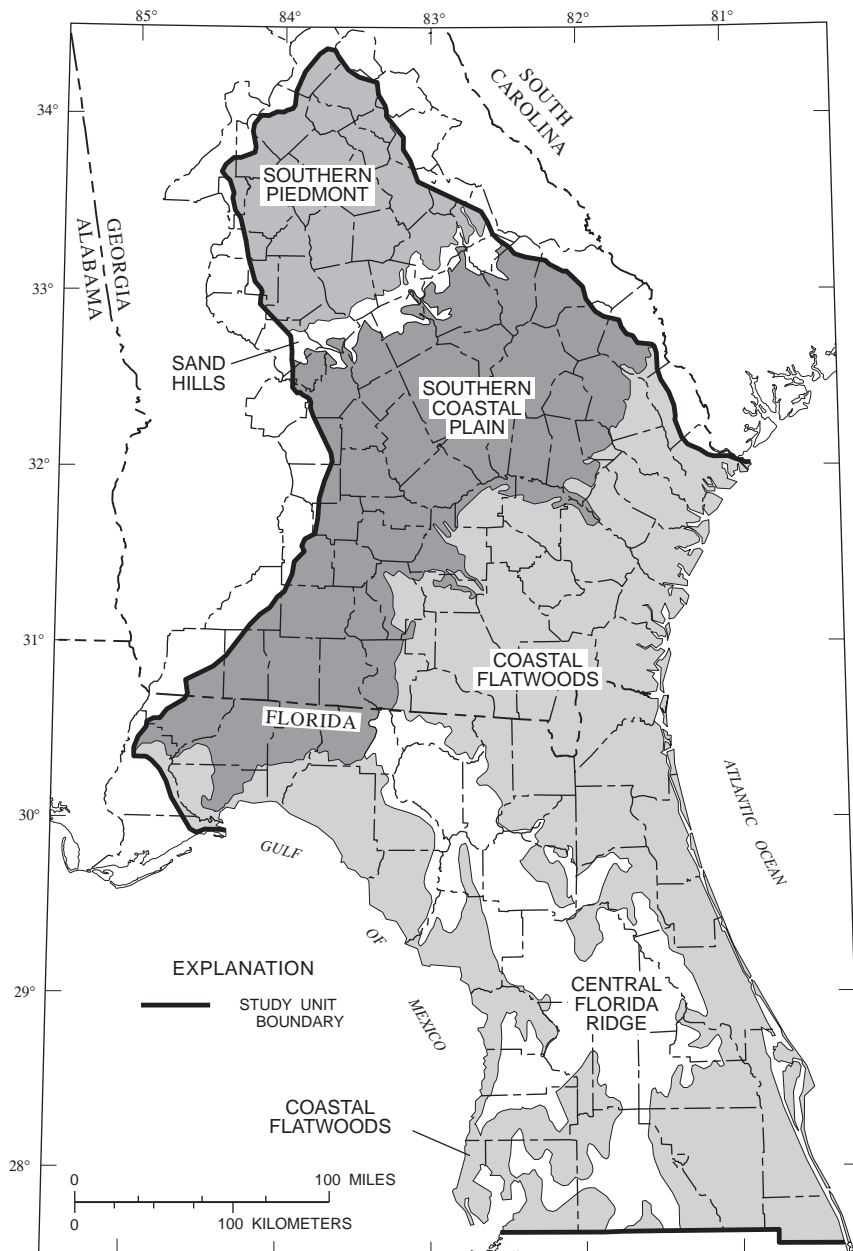 85°
84°
83°
82°
81°
34°
33°
32°
31°
30°
29°
28°
SOUTH
CAROLINA
SOUTHERN
PIEDMONT
GEORGIA
ALABAMA
SAND
HILLS
SOUTHERN
COASTAL
PLAIN
COASTAL
FLATWOODS
FLORIDA
ATLANTIC OCEAN
GULF
OF
MEXICO
EXPLANATION
STUDY UNIT
BOUNDARY
CENTRAL
FLORIDA
RIDGE
COASTAL
FLATWOODS
0 100 MILES
0 100 KILOMETERS